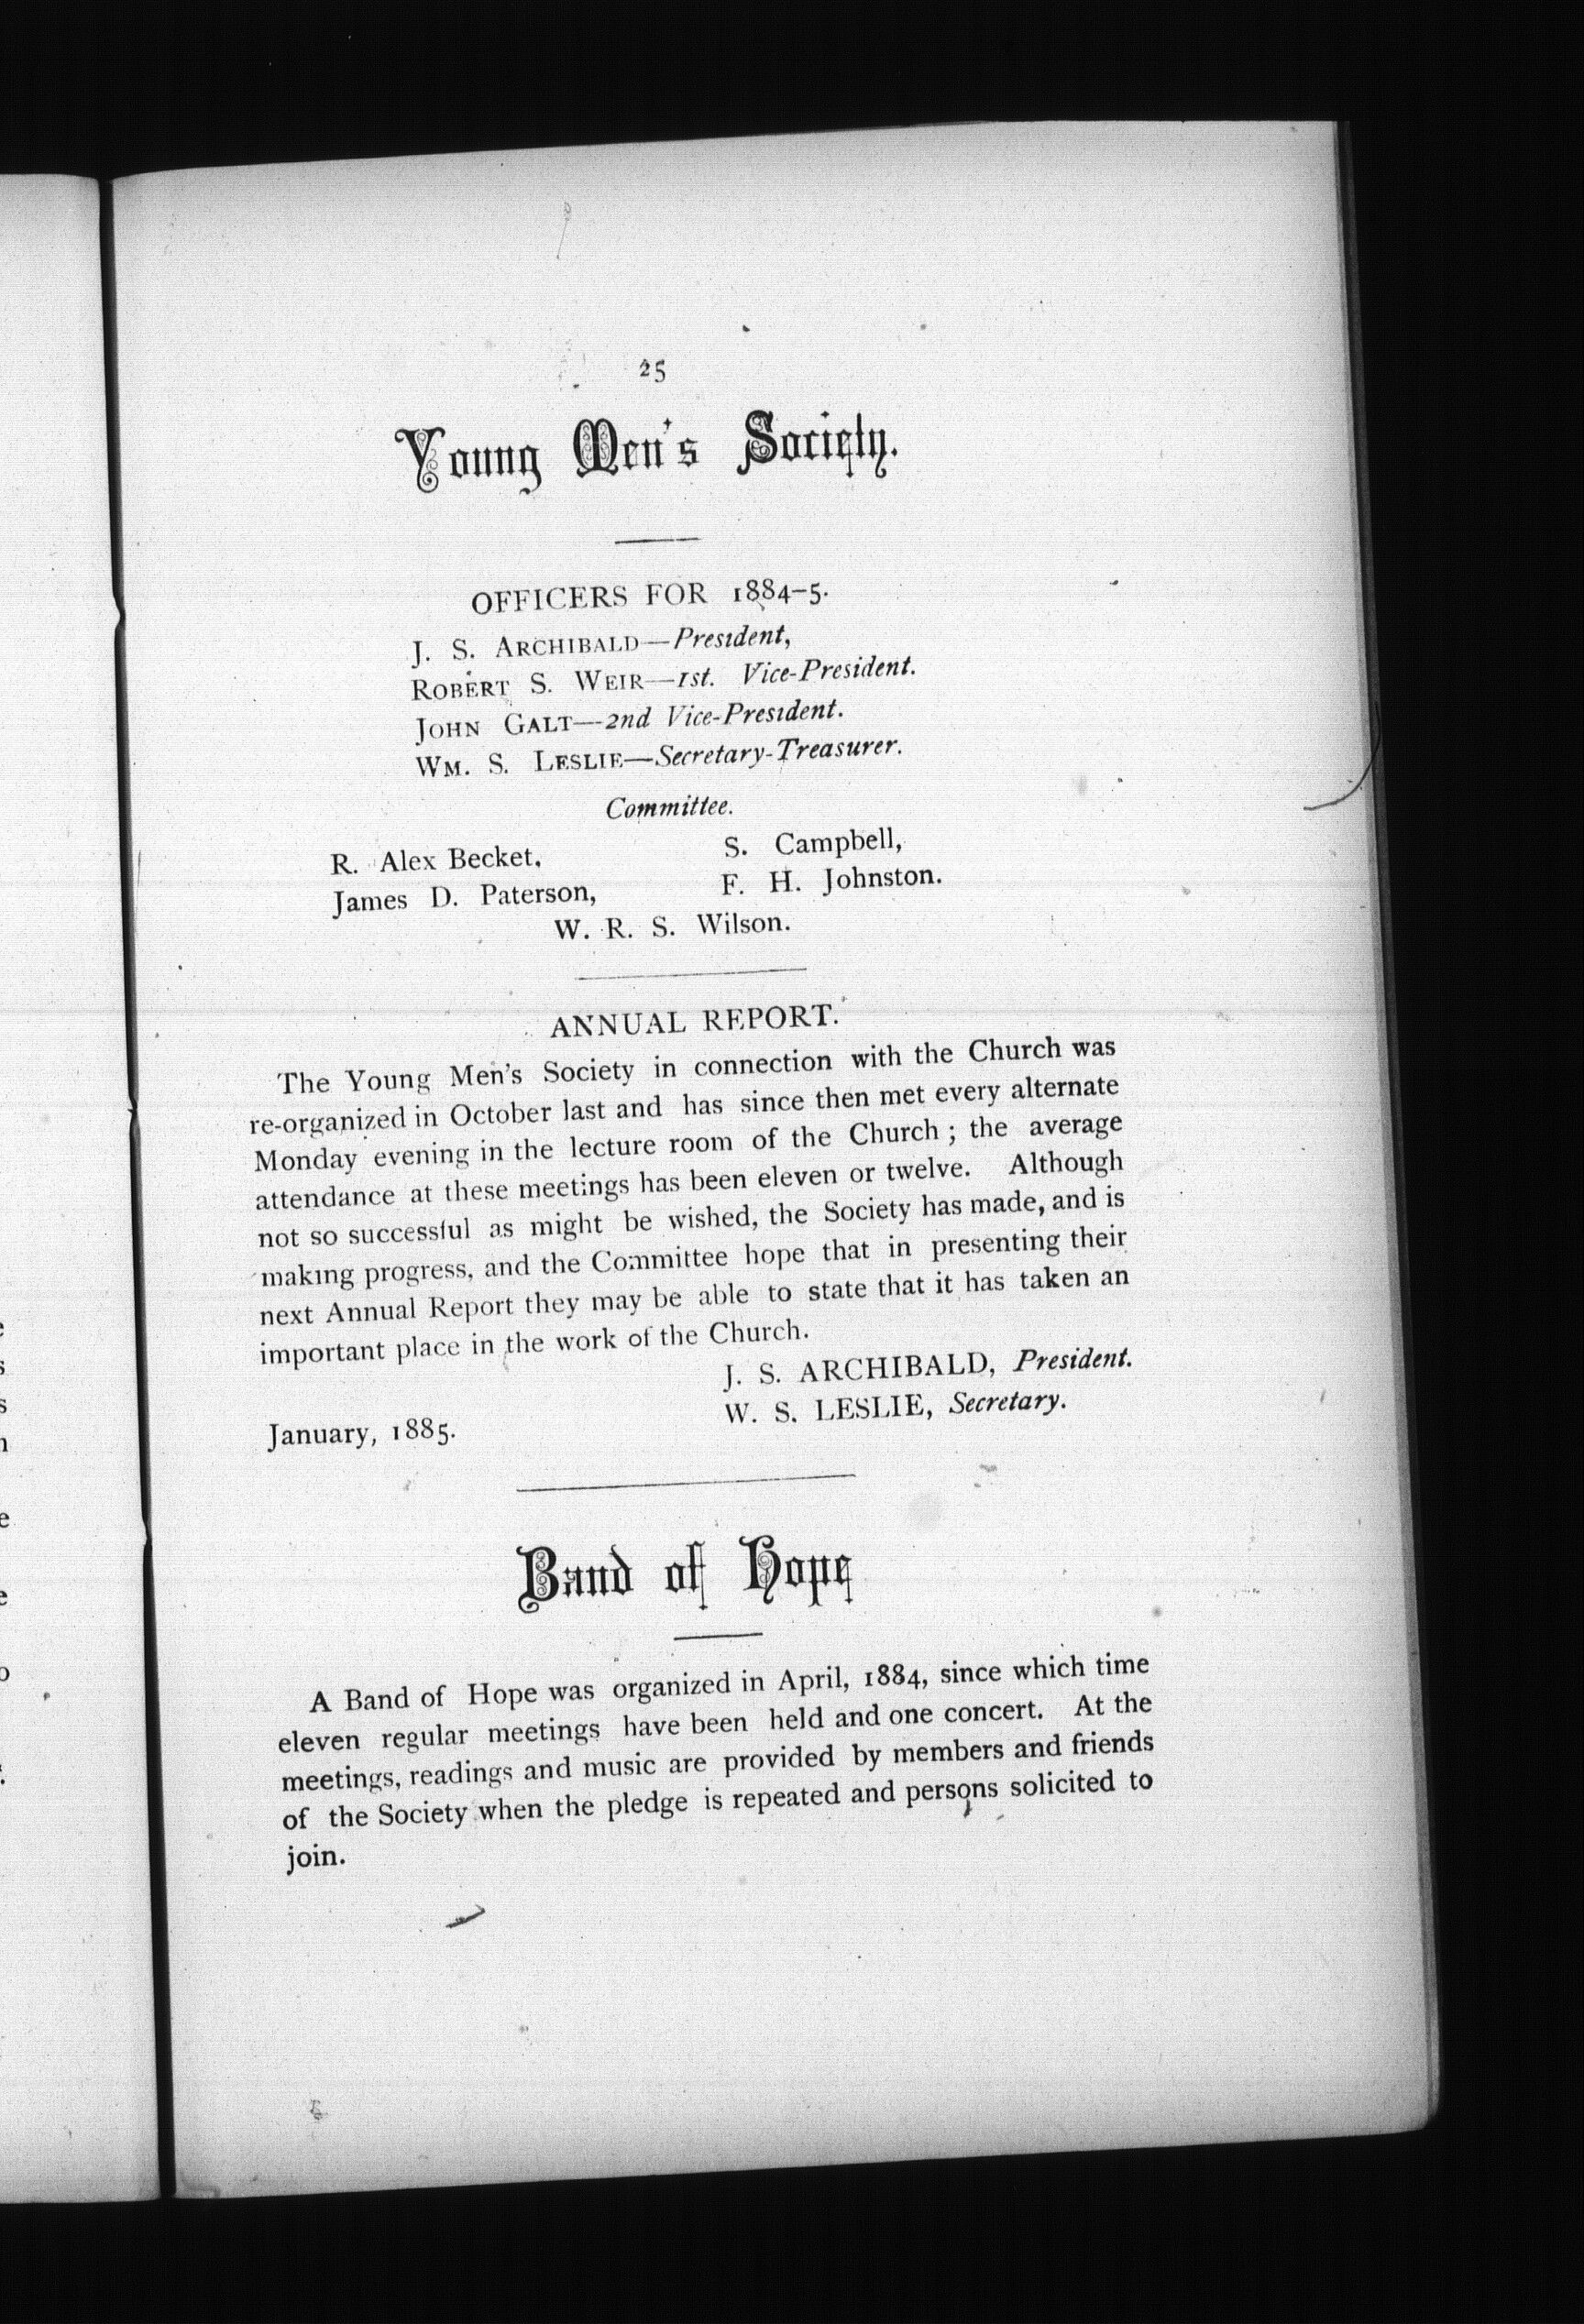 25
Young Men's Society.
OFFICERS FOR 1884-5.
J. S. ARCHIBALD—President,
ROBERT S. WEIR—1st. Vice-President.
JOHN GALT—2nd Vice-President.
WM. S. LESLIE—Secretary-Treasurer.
Committee.
R. Alex Becket, S. Campbell,
James D. Paterson, F. H. Johnston.
W. R. S. Wilson.
ANNUAL REPORT.
The Young Men's Society in connection with the Church was
re-organized in October last and has since then met every alternate
Monday evening in the lecture room of the Church ; the average
attendance at these meetings has been eleven or twelve. Although
not so successful as might be wished, the Society has made, and is
making progress, and the Committee hope that in presenting their
next Annual Report they may be able to state that it has taken an
important place in the work of the Church.
J. S. ARCHIBALD, President.
W. S. LESLIE, Secretary.
January, 1885.
Band of Hope
A Band of Hope was organized in April, 1884, since which time
eleven regular meetings have been held and one concert. At the
meetings, readings and music are provided by members and friends
of the Society when the pledge is repeated and persons solicited to
join.